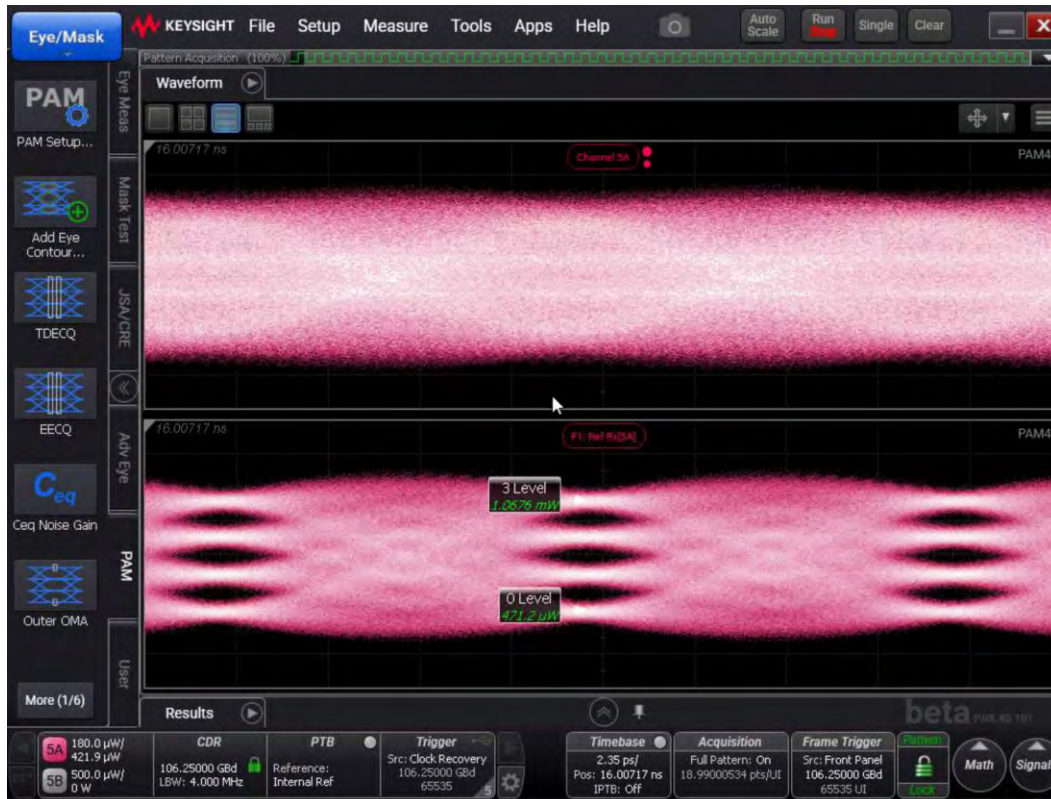 Eye/Mask
KEYSIGHT File Setup Measure Tools Apps Help
Auto Scale
Run
Single
Clear
Pattern Acquisition (100%)
Waveform
PAM
PAM Setup...
Add Eye Contour...
TDECQ
EECQ
Ceq
Ceq Noise Gain
Outer OMA
More (1/6)
Eye Meas
Mask Test
JSA/CRE
Adv Eye
PAM
User
16.00717 ns
Channel 5A
PAM4
16.00717 ns
F1: Ref Rx[5A]
PAM4
3 Level
1.0676 mW
0 Level
471.2 µW
Results
beta
5A
180.0 µW/
421.9 µW
5B
500.0 µW/
0 W
CDR
106.25000 GBd
LBW: 4.000 MHz
PTB
Reference:
Internal Ref
Trigger
Src: Clock Recovery
106.25000 GBd
65535
5
Timebase
2.35 ps/
Pos: 16.00717 ns
IPTB: Off
Acquisition
Full Pattern: On
18.99000534 pts/UI
Frame Trigger
Src: Front Panel
106.25000 GBd
65535 UI
Pattern
Lock
Math
Signal